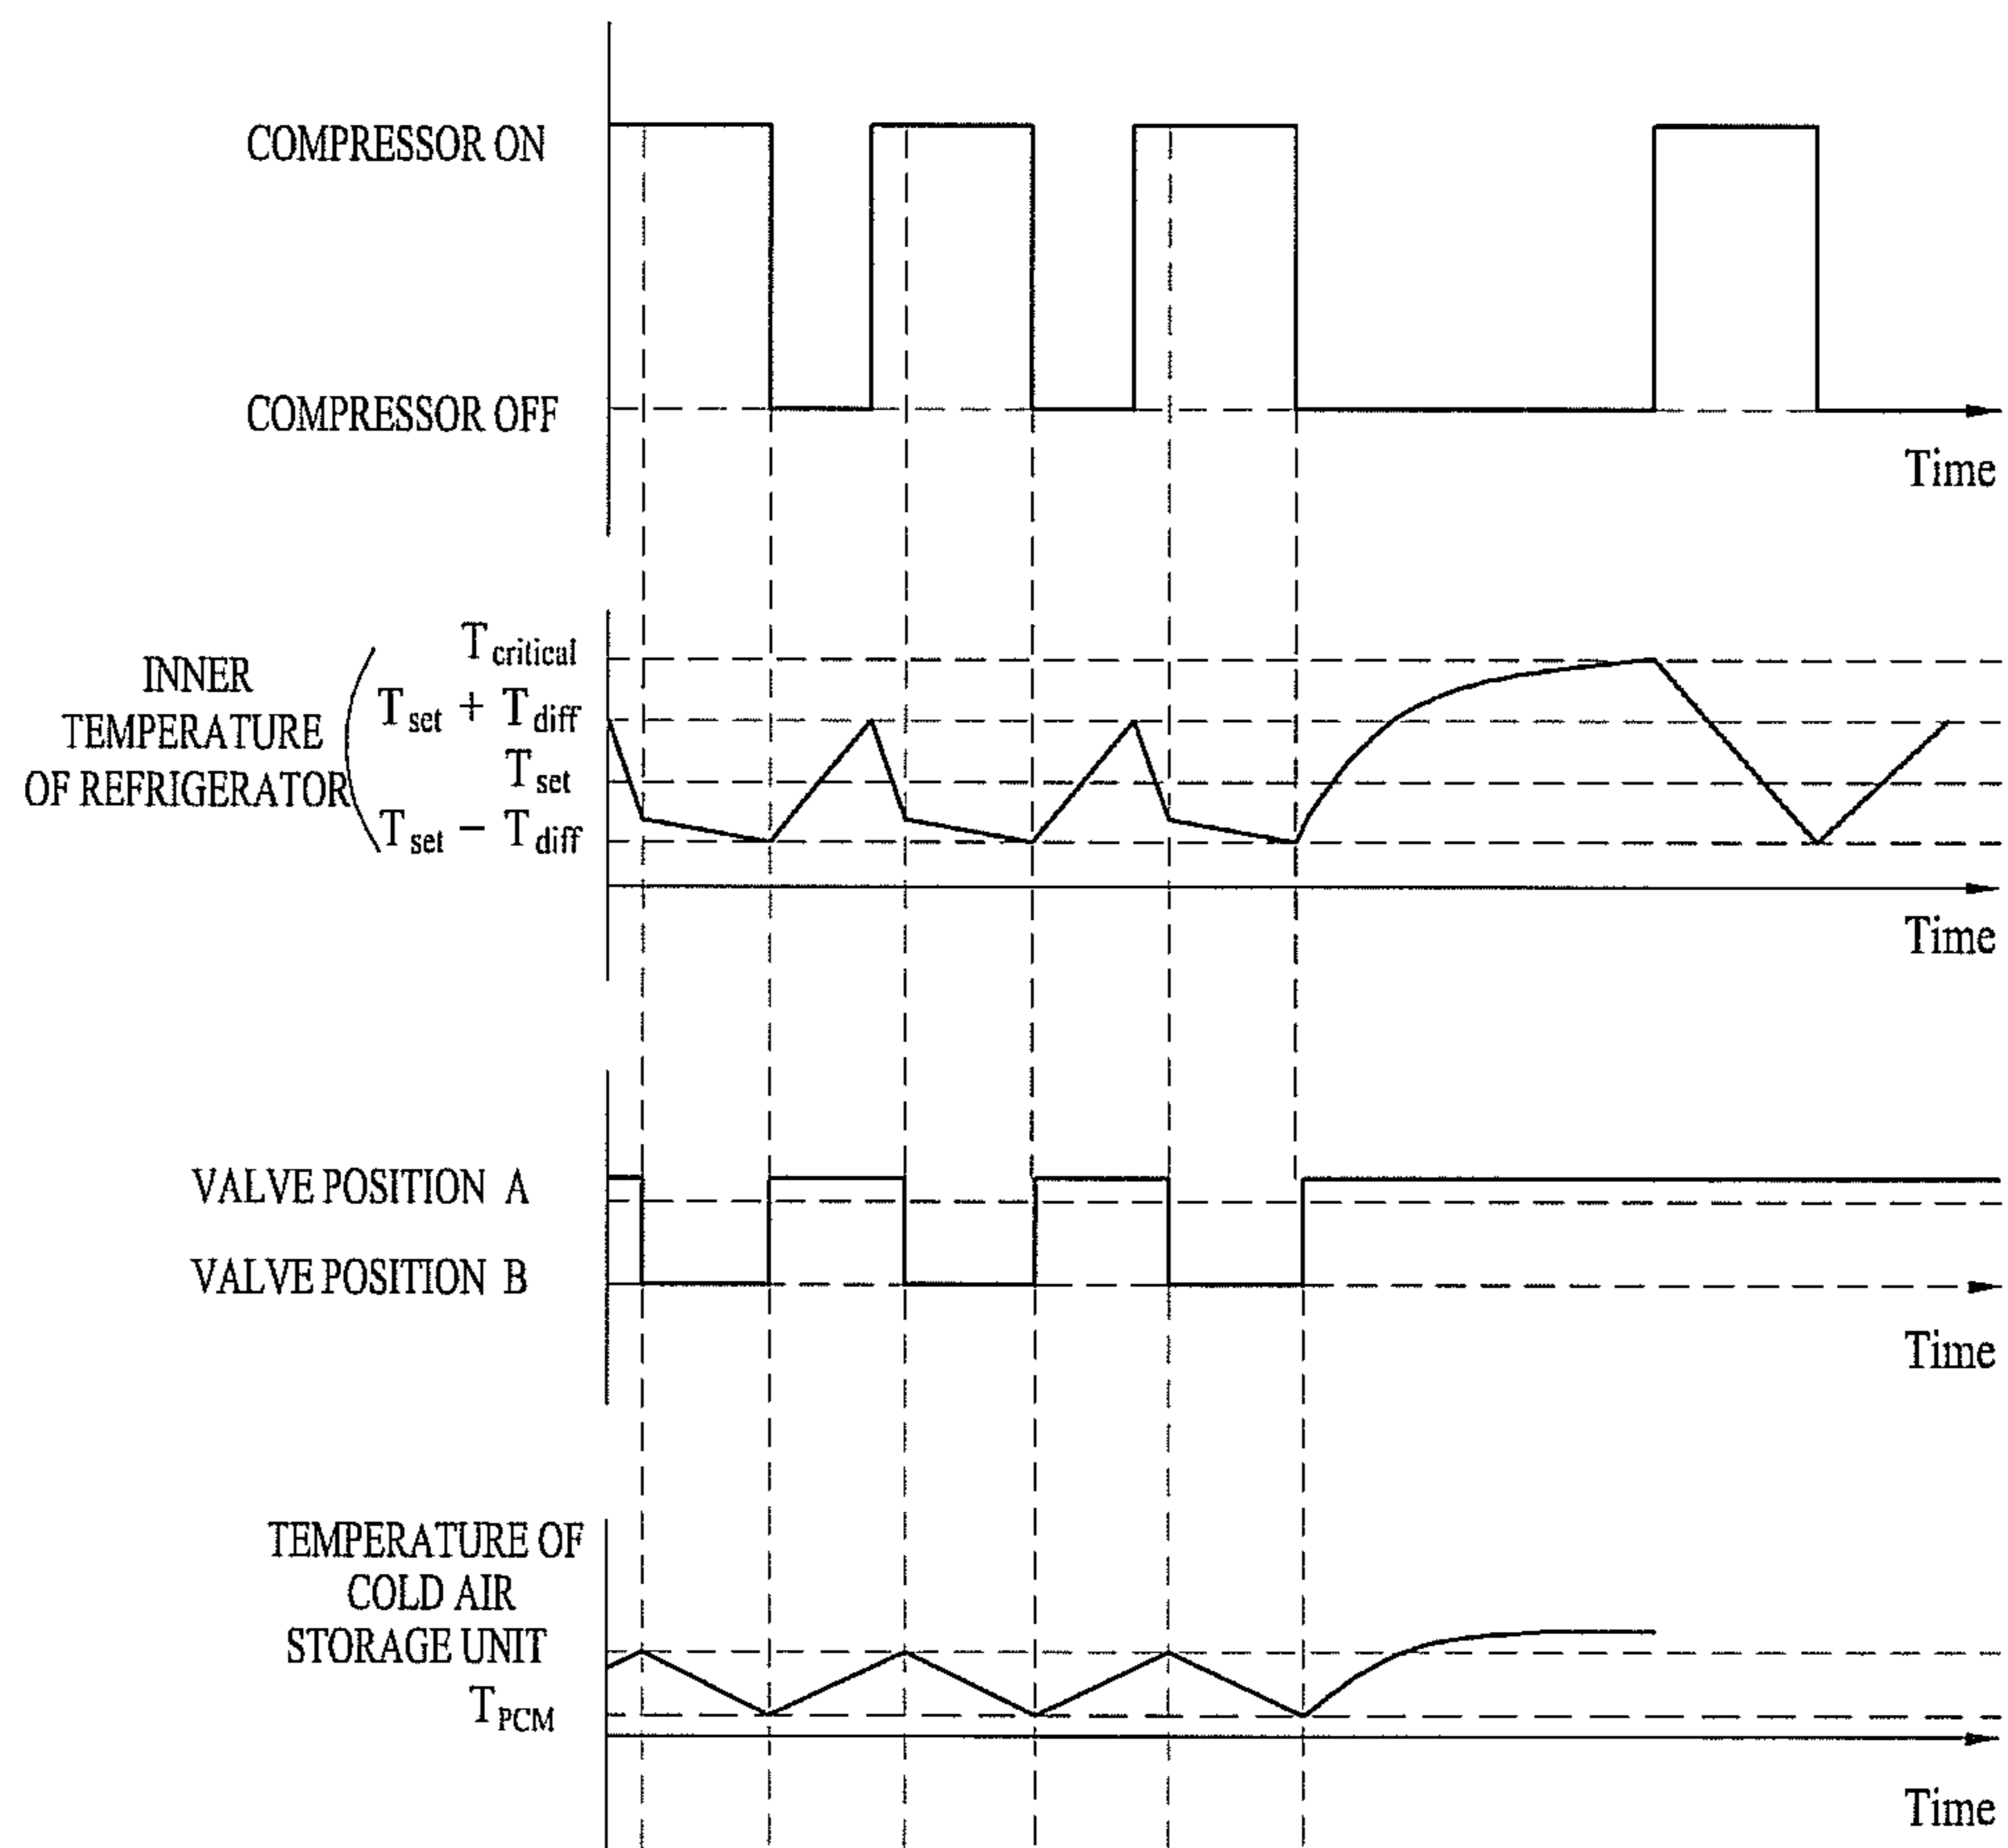 COMPRESSOR ON
COMPRESSOR OFF
Time
INNER
TEMPERATURE
OF REFRIGERATOR
T critical
T set + T diff
T set
T set − T diff
Time
VALVE POSITION A
VALVE POSITION B
Time
TEMPERATURE OF
COLD AIR
STORAGE UNIT
T PCM
Time